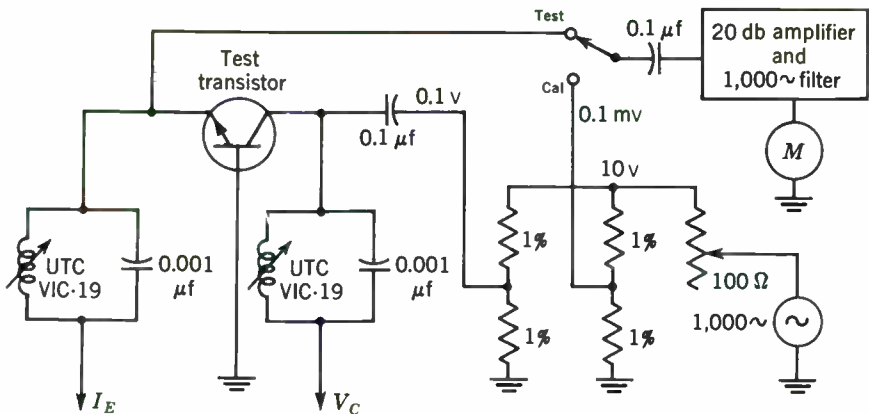 Test
0.1 μf
20 db amplifier
and
1,000~ filter
Test
transistor
Cal
0.1 v
0.1 μf
0.1 mv
M
10 v
1%
1%
UTC
VIC·19
0.001
μf
UTC
VIC·19
0.001
μf
100 Ω
1%
1%
1,000~
~
I_E
V_C